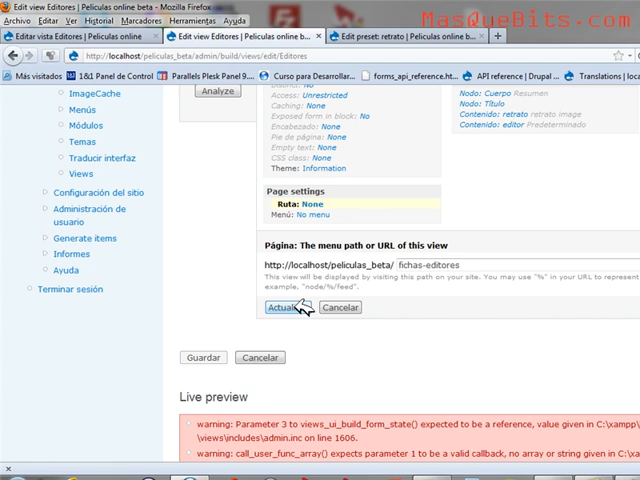 Edit view Editores | Peliculas online beta - Mozilla Firefox
MasQueBits.com
Archivo Editar Ver Historial Marcadores Herramientas Ayuda
Editar vista Editores | Peliculas online
Edit view Editores | Peliculas online b...
Edit preset: retrato | Peliculas online b...
http://localhost/peliculas_beta/admin/build/views/edit/Editores
Más visitados
1&1 Panel de Control
Parallels Plesk Panel 9....
Curso para Desarrollar...
forms_api_reference.ht...
API reference | Drupal ...
Translations | loca
Analyze
ImageCache
Menús
Módulos
Temas
Traducir interfaz
Views
Configuración del sitio
Administración de
usuario
Generate items
Informes
Ayuda
Terminar sesión
Distinct: No
Access: Unrestricted
Caching: None
Exposed form in block: No
Encabezado: None
Pie de página: None
Empty text: None
CSS class: None
Theme: Information
Nodo: Cuerpo Resumen
Nodo: Título
Contenido: retrato retrato image
Contenido: editor Predeterminado
Page settings
Ruta: None
Menú: No menu
Página: The menu path or URL of this view
http://localhost/peliculas_beta/ fichas-editores
This view will be displayed by visiting this path on your site. You may use "%" in your URL to represent
example, "node/%/feed".
Cancelar
Guardar Cancelar
Live preview
warning: Parameter 3 to views_ui_build_form_state() expected to be a reference, value given in C:\xampp\
\views\includes\admin.inc on line 1606.
warning: call_user_func_array() expects parameter 1 to be a valid callback, no array or string given in C:\xa